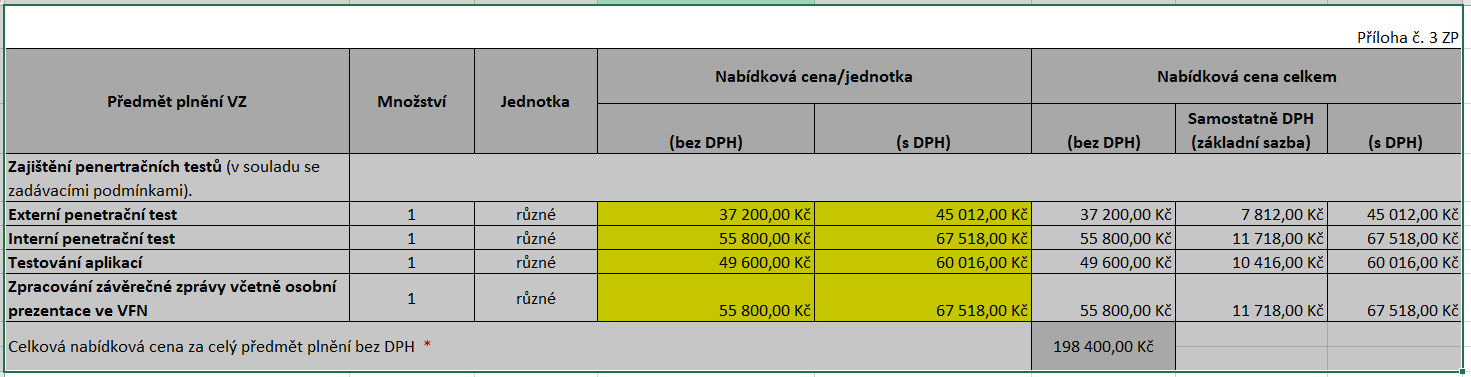 Příloha č. 3 ZP
Předmět plnění VZ Množství Jednotka Nabídková cena/jednotka Nabídková cena celkem
(bez DPH) (s DPH) (bez DPH) Samostatně DPH (základní sazba) (s DPH)
Zajištění penertračních testů (v souladu se
zadávacími podmínkami).
Externí penetrační test 1 různé 37 200,00 Kč 45 012,00 Kč 37 200,00 Kč 7 812,00 Kč 45 012,00 Kč
Interní penetrační test 1 různé 55 800,00 Kč 67 518,00 Kč 55 800,00 Kč 11 718,00 Kč 67 518,00 Kč
Testování aplikací 1 různé 49 600,00 Kč 60 016,00 Kč 49 600,00 Kč 10 416,00 Kč 60 016,00 Kč
Zpracování závěrečné zprávy včetně osobní
prezentace ve VFN 1 různé 55 800,00 Kč 67 518,00 Kč 55 800,00 Kč 11 718,00 Kč 67 518,00 Kč
Celková nabídková cena za celý předmět plnění bez DPH * 198 400,00 Kč